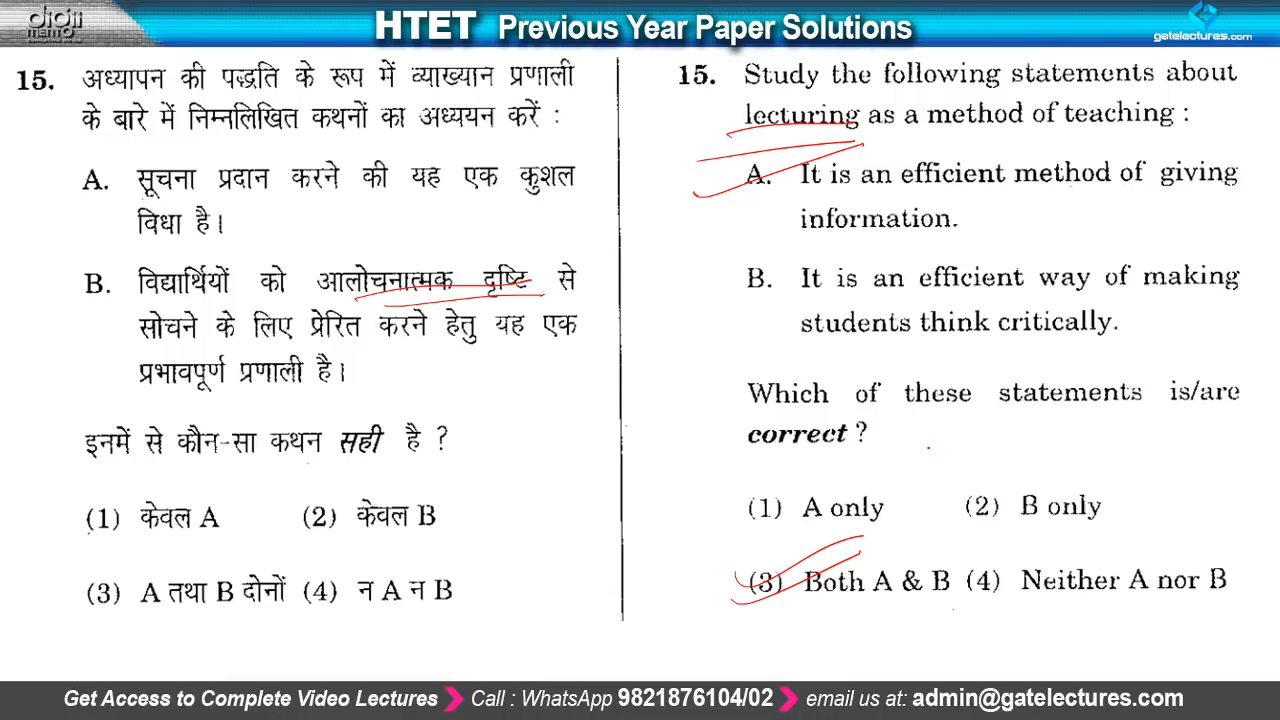 digii
mento
HTET Previous Year Paper Solutions
gatelectures.com
15. अध्यापन की पद्धति के रूप में व्याख्यान प्रणाली
के बारे में निम्नलिखित कथनों का अध्ययन करें :
A. सूचना प्रदान करने की यह एक कुशल
विधा है।
B. विद्यार्थियों को आलोचनात्मक दृष्टि से
सोचने के लिए प्रेरित करने हेतु यह एक
प्रभावपूर्ण प्रणाली है।
इनमें से कौन-सा कथन सही है ?
(1) केवल A (2) केवल B
(3) A तथा B दोनों (4) न A न B
15. Study the following statements about
lecturing as a method of teaching :
A. It is an efficient method of giving
information.
B. It is an efficient way of making
students think critically.
Which of these statements is/are
correct ?
(1) A only (2) B only
(3) Both A & B (4) Neither A nor B
Get Access to Complete Video Lectures Call : WhatsApp 9821876104/02 email us at: admin@gatelectures.com